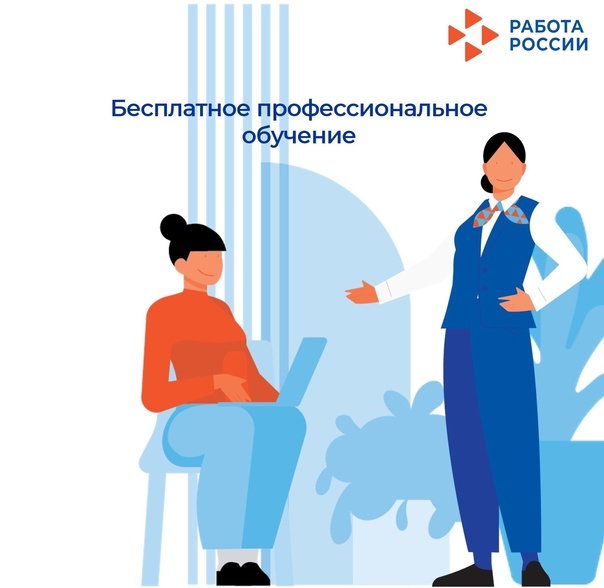 РАБОТА
РОССИИ
Бесплатное профессиональное
обучение